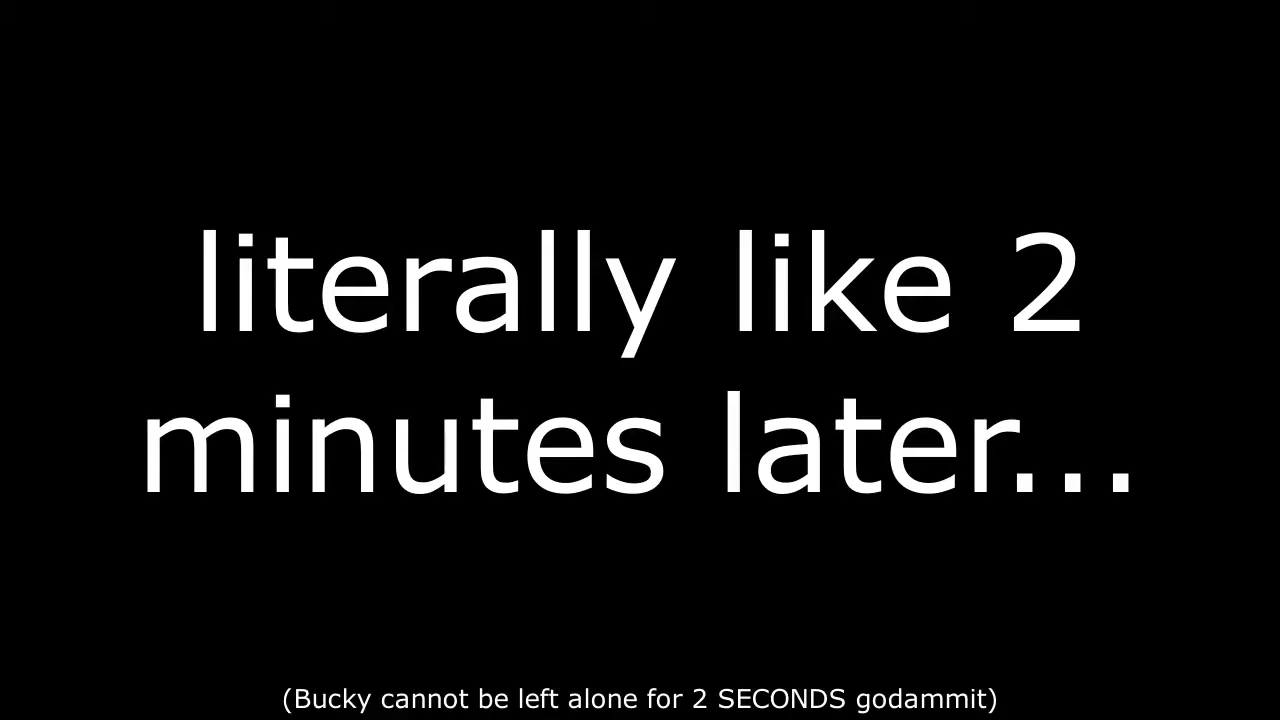 literally like 2
minutes later...
(Bucky cannot be left alone for 2 SECONDS godammit)